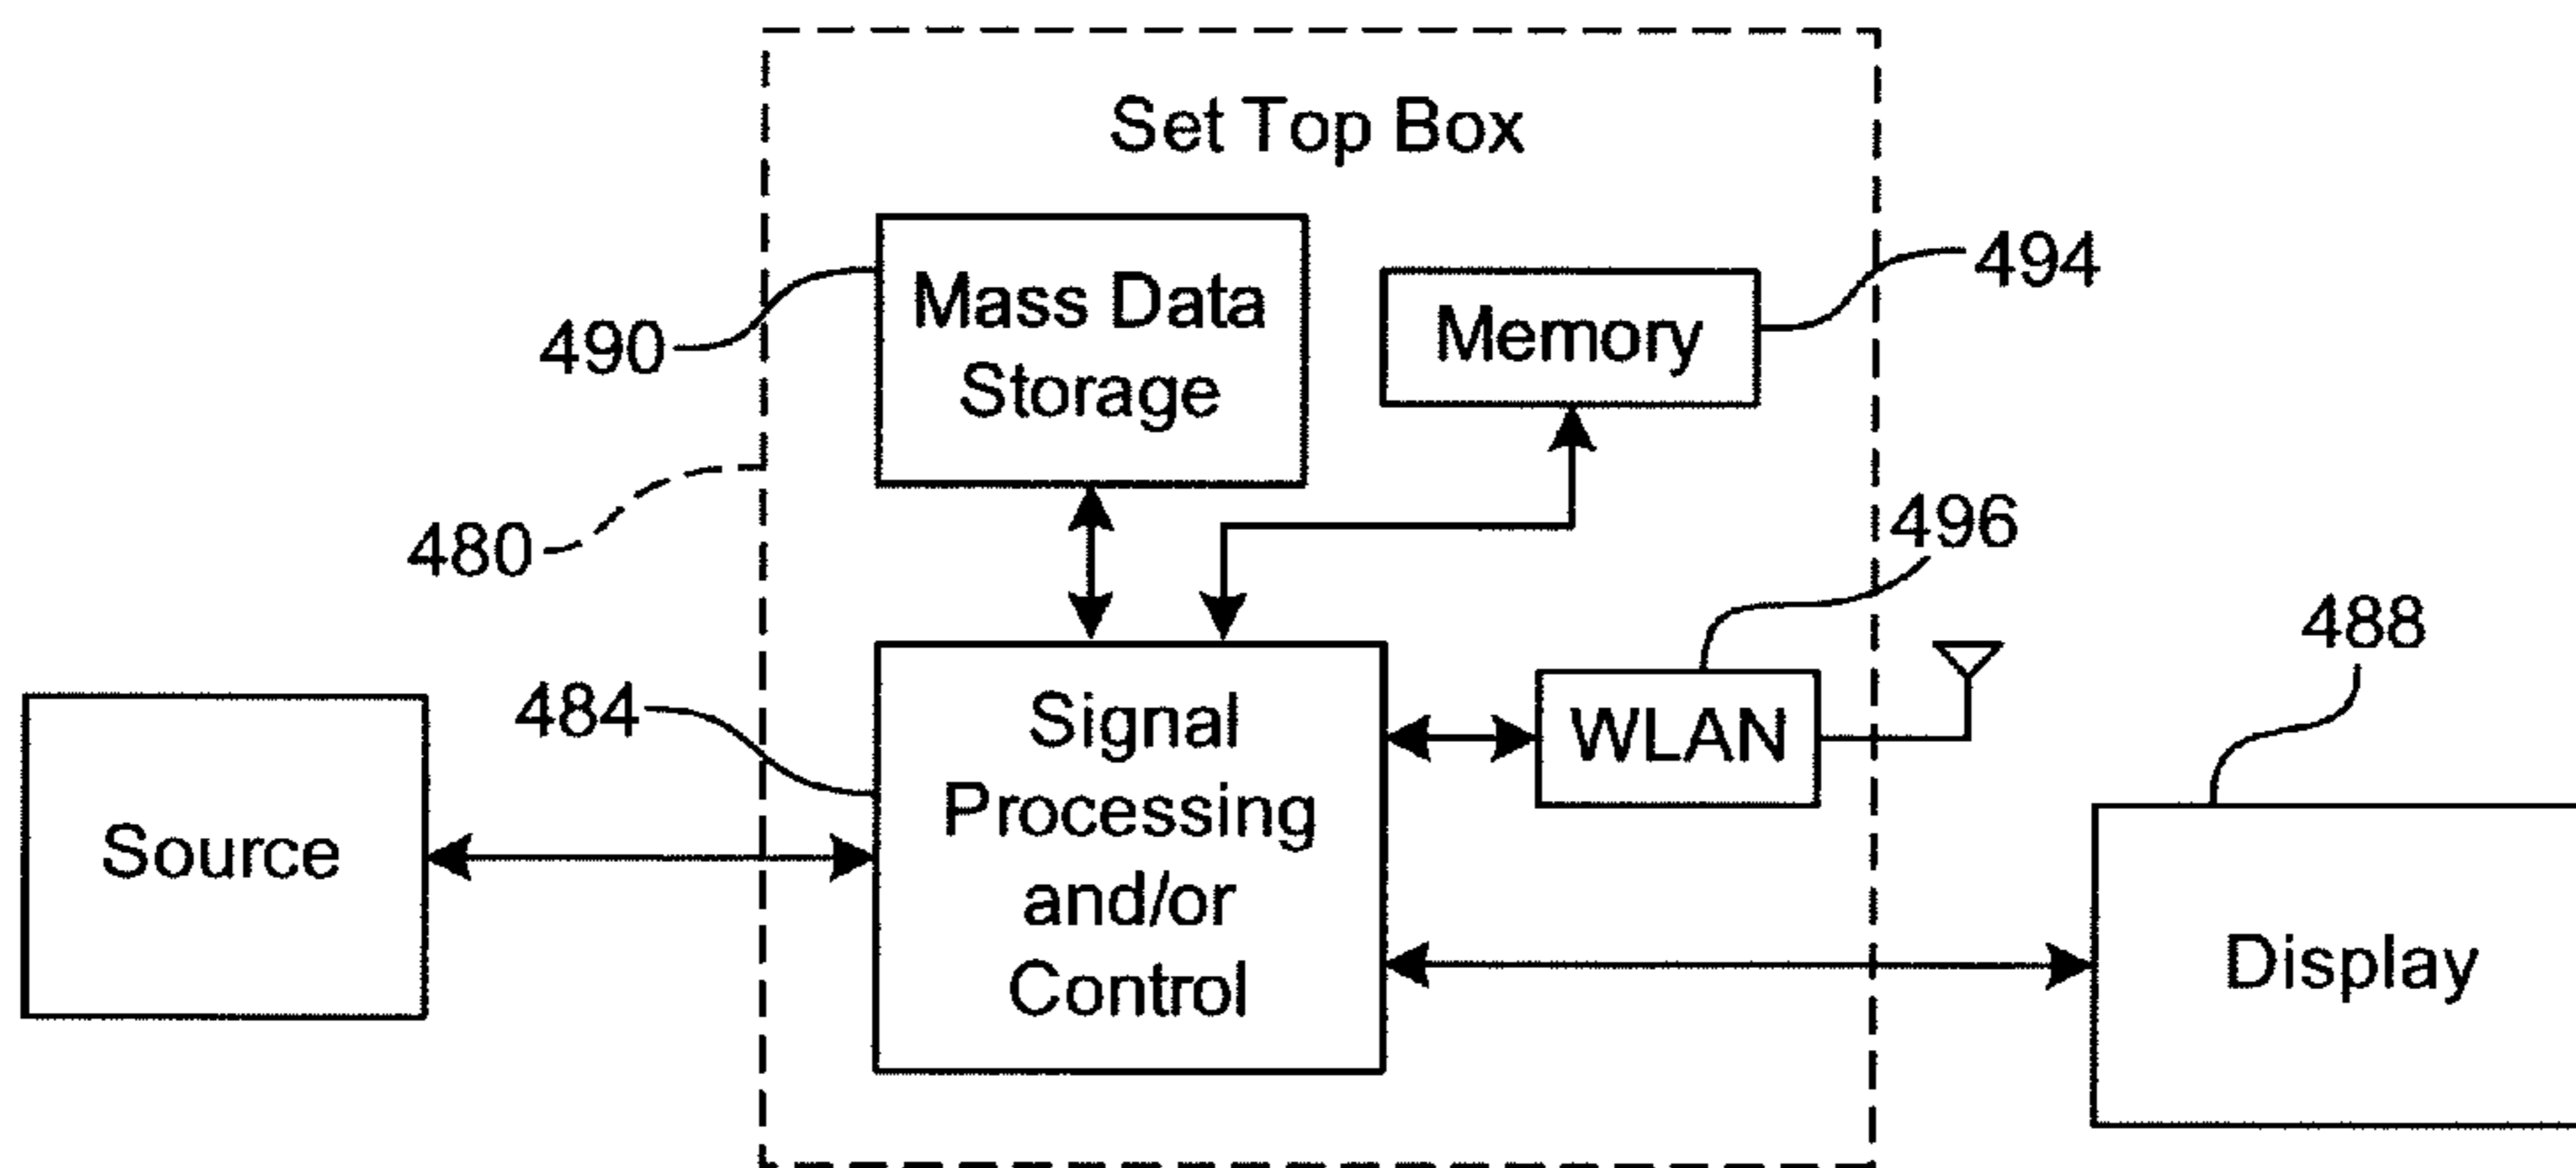 Set Top Box
Mass Data
Storage
490
Memory
494
480
496
488
484
Signal
Processing
and/or
Control
WLAN
Source
Display